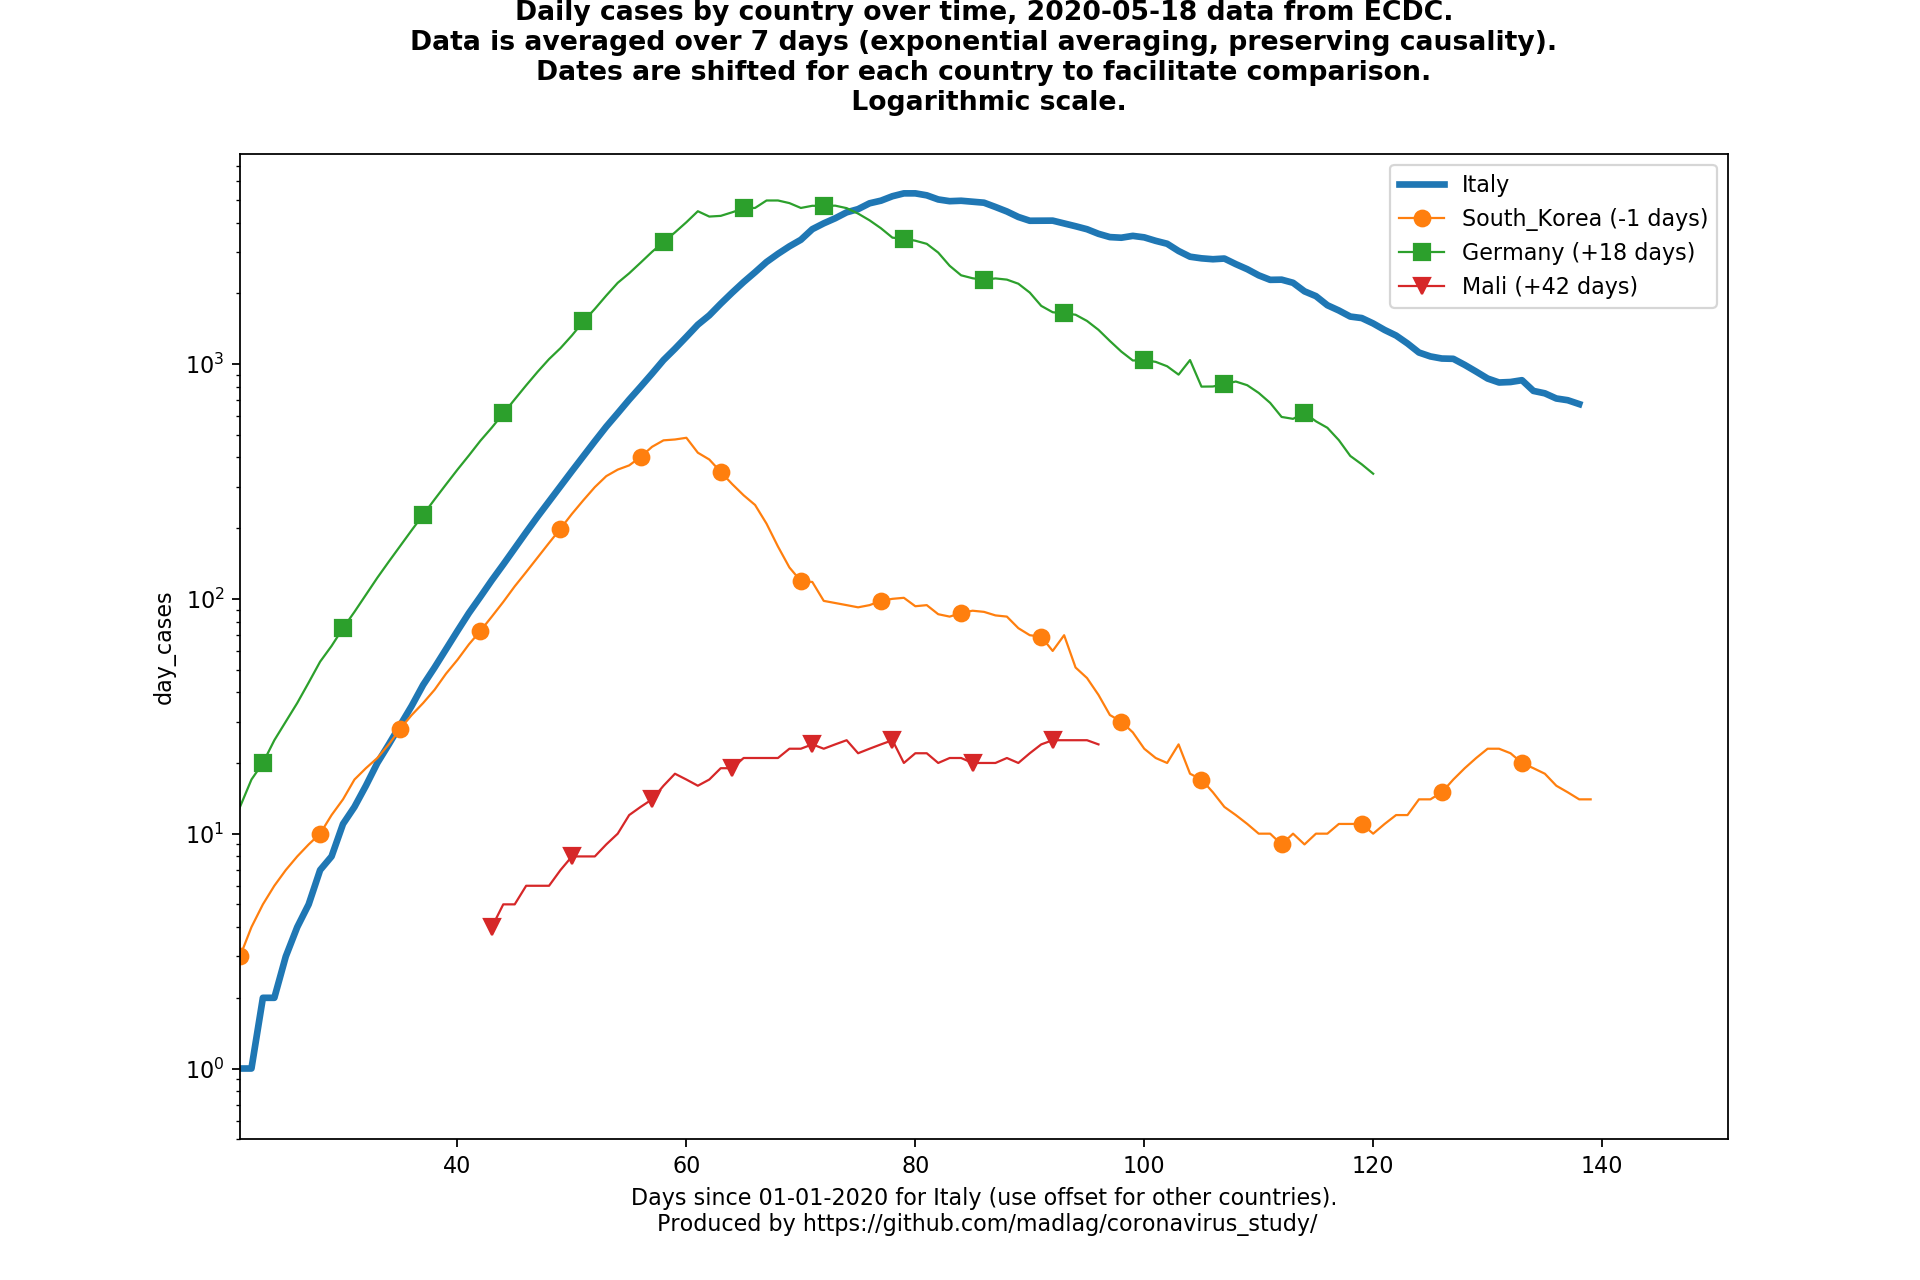 Daily cases by country over time, 2020-05-18 data from ECDC.
Data is averaged over 7 days (exponential averaging, preserving causality).
Dates are shifted for each country to facilitate comparison.
Logarithmic scale.
Italy
South_Korea (-1 days)
Germany (+18 days)
Mali (+42 days)
10³
10²
10¹
10⁰
day_cases
40 60 80 100 120 140
Days since 01-01-2020 for Italy (use offset for other countries).
Produced by https://github.com/madlag/coronavirus_study/